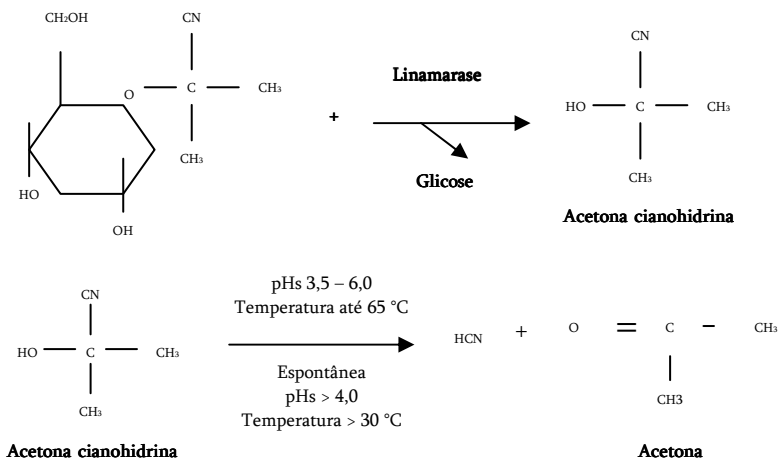 CH₂OH
CN
O
C
CH₃
CH₃
HO
OH
+
Linamarase
Glicose
CN
HO
C
CH₃
CH₃
Acetona cianohidrina
CN
HO
C
CH₃
CH₃
Acetona cianohidrina
pHs 3,5 – 6,0
Temperatura até 65 °C
Espontânea
pHs > 4,0
Temperatura > 30 °C
HCN
+
O = C – CH₃
CH3
Acetona